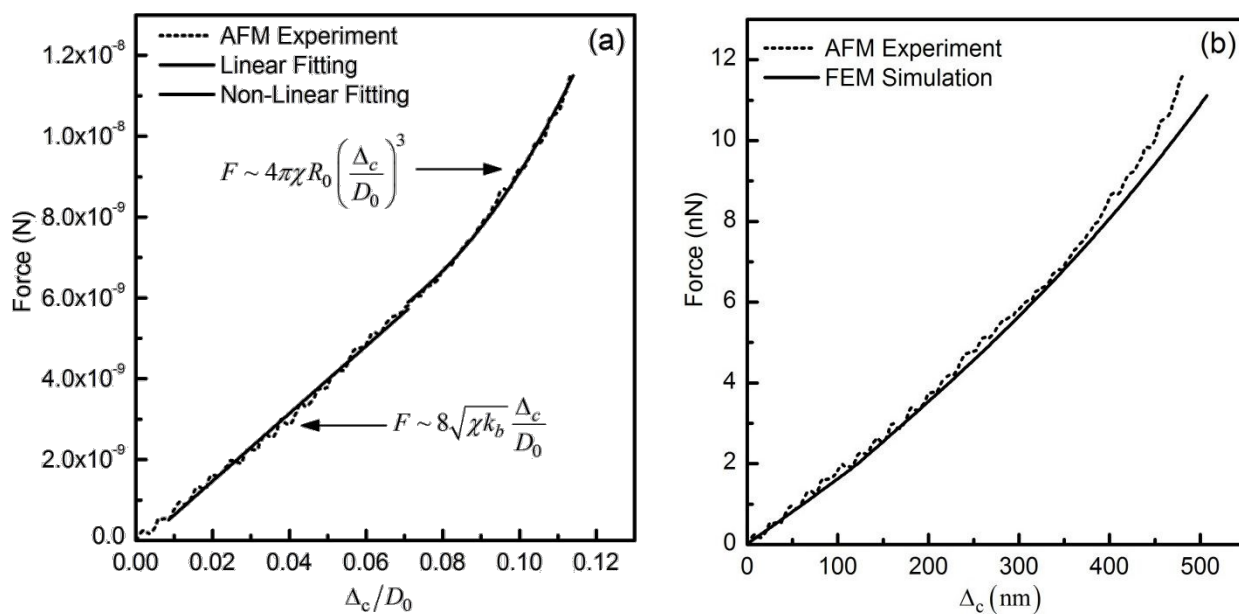 (a)
AFM Experiment
Linear Fitting
Non-Linear Fitting
F ~ 4πχR₀(Δc/D₀)³
F ~ 8√(χk_b) Δc/D₀
Force (N)
1.2x10⁻⁸
1.0x10⁻⁸
8.0x10⁻⁹
6.0x10⁻⁹
4.0x10⁻⁹
2.0x10⁻⁹
0.0
0.00 0.02 0.04 0.06 0.08 0.10 0.12
Δc/D₀
(b)
AFM Experiment
FEM Simulation
Force (nN)
12
10
8
6
4
2
0
0 100 200 300 400 500
Δc (nm)